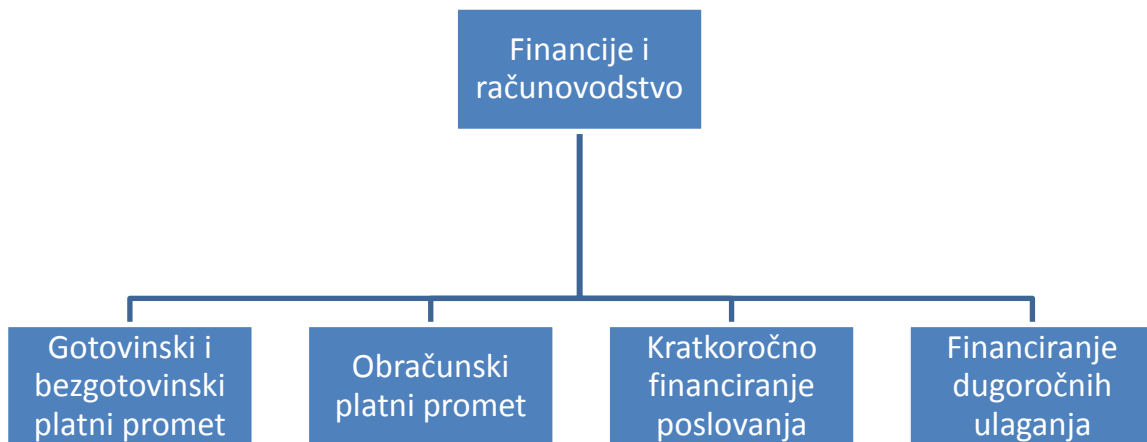 Financije i
računovodstvo
Gotovinski i
bezgotovinski
platni promet
Obračunski
platni promet
Kratkoročno
financiranje
poslovanja
Financiranje
dugoročnih
ulaganja